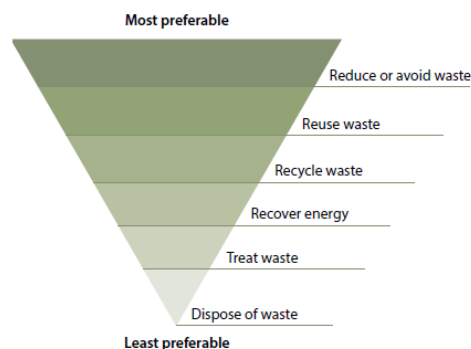 Most preferable
Reduce or avoid waste
Reuse waste
Recycle waste
Recover energy
Treat waste
Dispose of waste
Least preferable